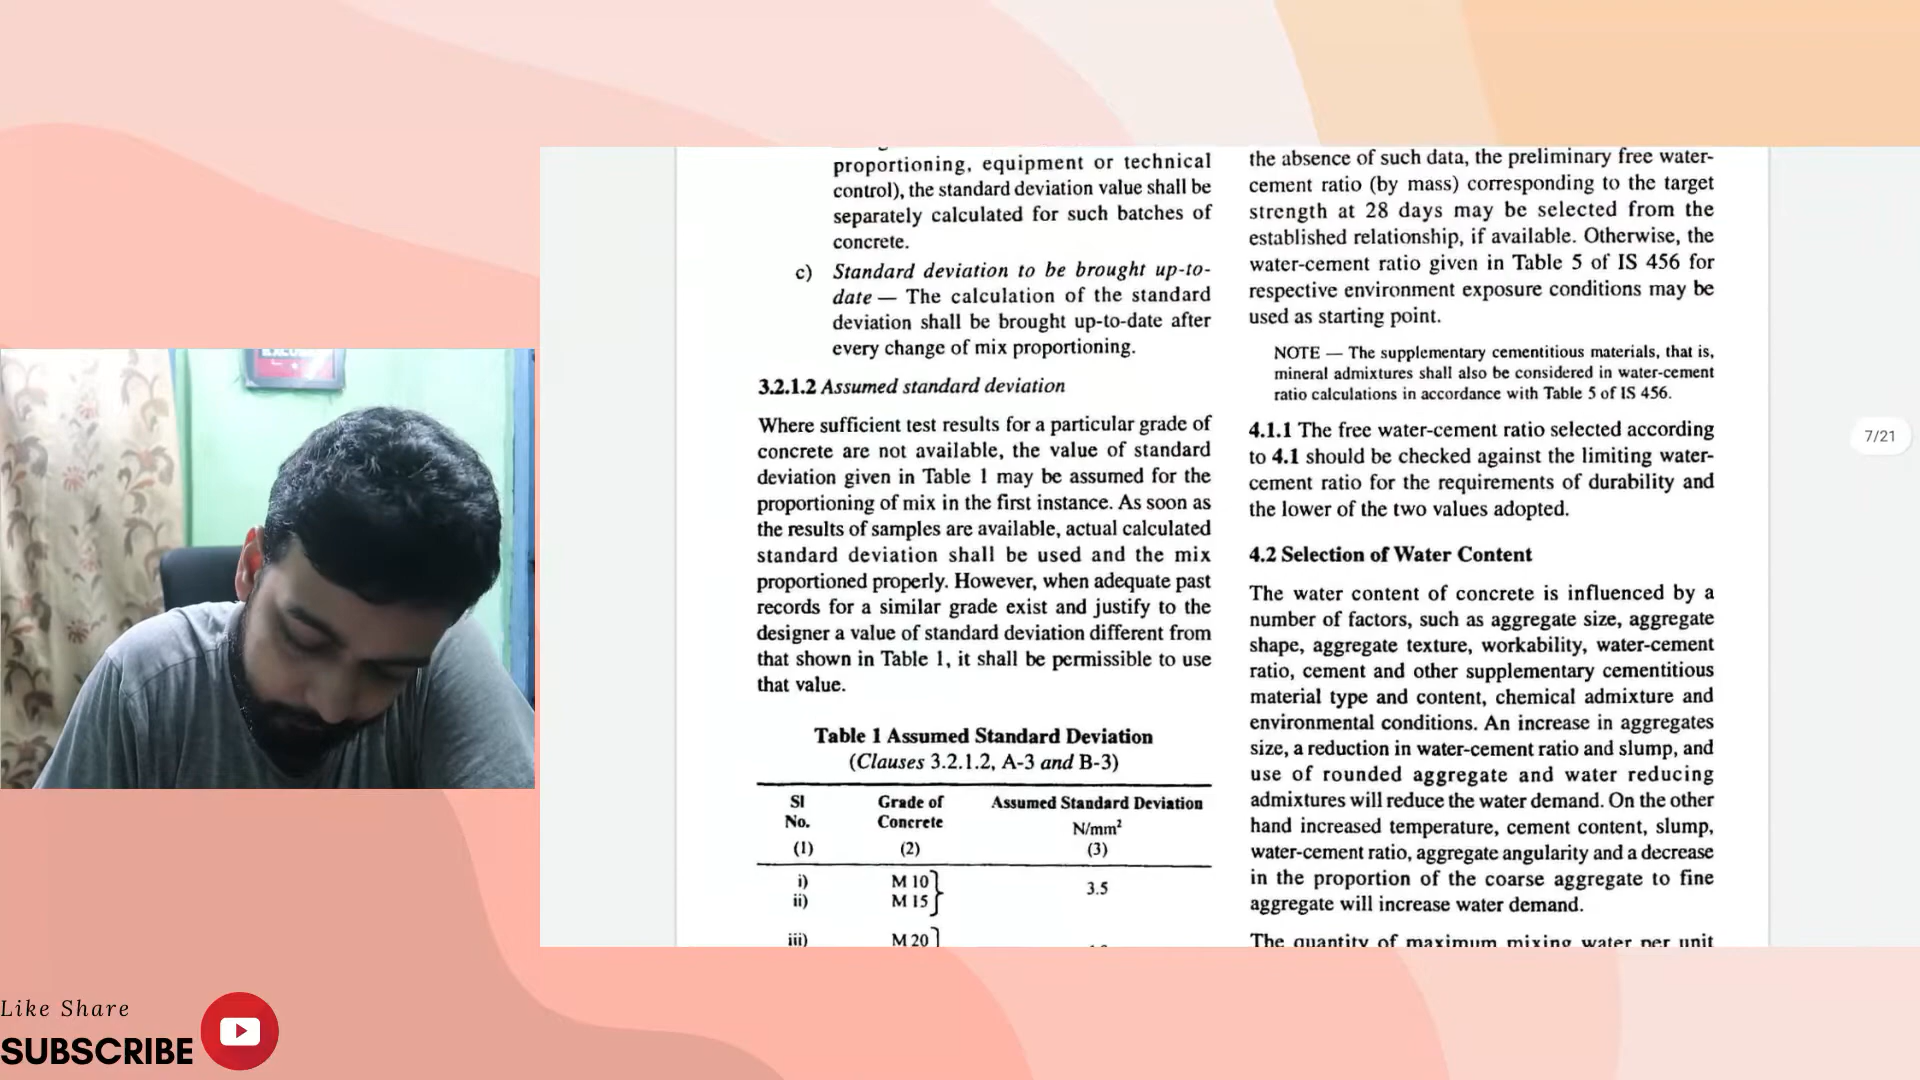 proportioning, equipment or technical
control), the standard deviation value shall be
separately calculated for such batches of
concrete.
c) Standard deviation to be brought up-to-
date — The calculation of the standard
deviation shall be brought up-to-date after
every change of mix proportioning.
3.2.1.2 Assumed standard deviation
Where sufficient test results for a particular grade of
concrete are not available, the value of standard
deviation given in Table 1 may be assumed for the
proportioning of mix in the first instance. As soon as
the results of samples are available, actual calculated
standard deviation shall be used and the mix
proportioned properly. However, when adequate past
records for a similar grade exist and justify to the
designer a value of standard deviation different from
that shown in Table 1, it shall be permissible to use
that value.
Table 1 Assumed Standard Deviation
(Clauses 3.2.1.2, A-3 and B-3)
Sl Grade of Assumed Standard Deviation
No. Concrete N/mm²
(1) (2) (3)
i) M 10
3.5
ii) M 15
iii) M 20
the absence of such data, the preliminary free water-
cement ratio (by mass) corresponding to the target
strength at 28 days may be selected from the
established relationship, if available. Otherwise, the
water-cement ratio given in Table 5 of IS 456 for
respective environment exposure conditions may be
used as starting point.
NOTE — The supplementary cementitious materials, that is,
mineral admixtures shall also be considered in water-cement
ratio calculations in accordance with Table 5 of IS 456.
4.1.1 The free water-cement ratio selected according
to 4.1 should be checked against the limiting water-
cement ratio for the requirements of durability and
the lower of the two values adopted.
4.2 Selection of Water Content
The water content of concrete is influenced by a
number of factors, such as aggregate size, aggregate
shape, aggregate texture, workability, water-cement
ratio, cement and other supplementary cementitious
material type and content, chemical admixture and
environmental conditions. An increase in aggregates
size, a reduction in water-cement ratio and slump, and
use of rounded aggregate and water reducing
admixtures will reduce the water demand. On the other
hand increased temperature, cement content, slump,
water-cement ratio, aggregate angularity and a decrease
in the proportion of the coarse aggregate to fine
aggregate will increase water demand.
The quantity of maximum mixing water per unit
7/21
Like Share
SUBSCRIBE